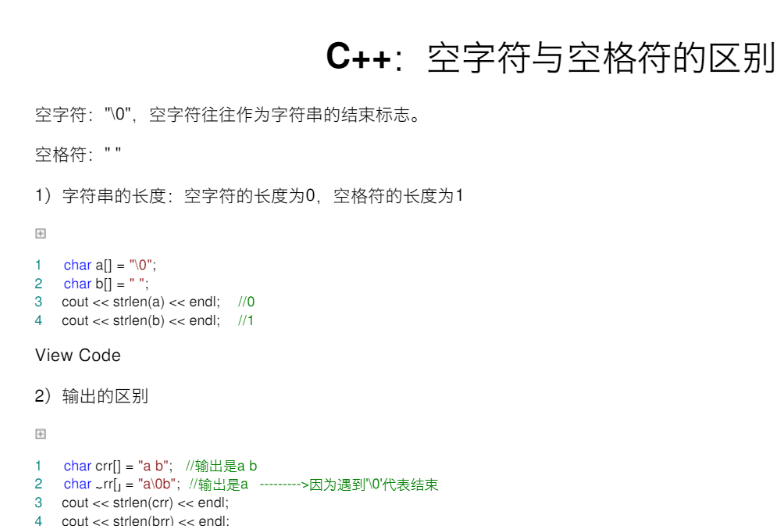 C++：空字符与空格符的区别
空字符："\0"，空字符往往作为字符串的结束标志。
空格符：" "
1）字符串的长度：空字符的长度为0，空格符的长度为1
1 char a[] = "\0";
2 char b[] = " ";
3 cout << strlen(a) << endl; //0
4 cout << strlen(b) << endl; //1
View Code
2）输出的区别
1 char crr[] = "a b"; //输出是a b
2 char = "a\0b"; //输出是a --------->因为遇到'\0'代表结束
3 cout << strlen(crr) << endl;
4 cout << strlen(brr) << endl;